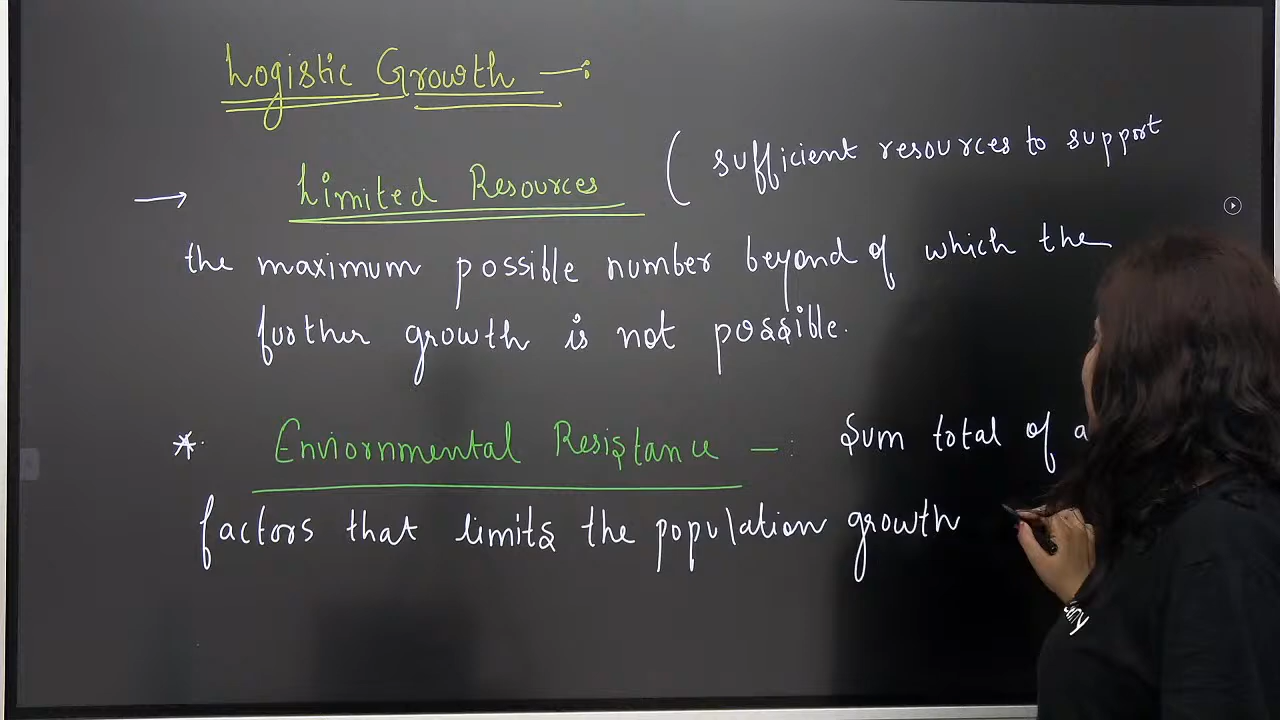 Logistic Growth -:
→ Limited Resources ( sufficient resources to support
the maximum possible number beyond of which the
further growth is not possible.
* Enviornmental Resistance -: Sum total of
factors that limits the population growth